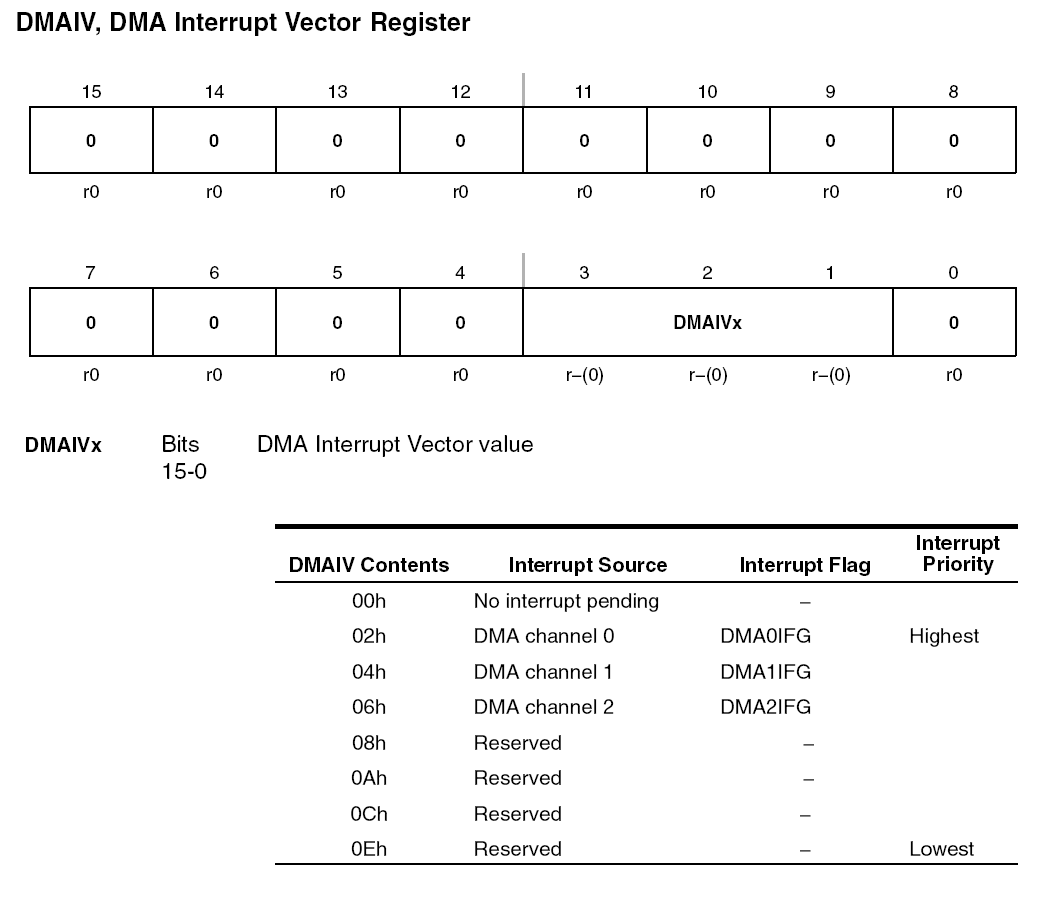 DMAIV, DMA Interrupt Vector Register
15 14 13 12 11 10 9 8
0 0 0 0 0 0 0 0
r0 r0 r0 r0 r0 r0 r0 r0
7 6 5 4 3 2 1 0
0 0 0 0 DMAIVx 0
r0 r0 r0 r0 r–(0) r–(0) r–(0) r0
DMAIVx Bits DMA Interrupt Vector value
15-0
Interrupt
DMAIV Contents Interrupt Source Interrupt Flag Priority
00h No interrupt pending –
02h DMA channel 0 DMA0IFG Highest
04h DMA channel 1 DMA1IFG
06h DMA channel 2 DMA2IFG
08h Reserved –
0Ah Reserved –
0Ch Reserved –
0Eh Reserved – Lowest